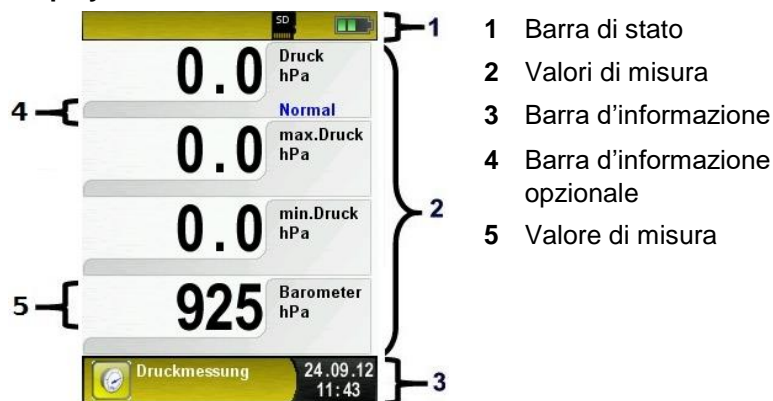 SD
1
0.0 Druck
hPa
Normal
4
0.0 max.Druck
hPa
0.0 min.Druck
hPa
2
5
925 Barometer
hPa
Druckmessung 24.09.12
11:43
3
1 Barra di stato
2 Valori di misura
3 Barra d'informazione
4 Barra d'informazione
opzionale
5 Valore di misura